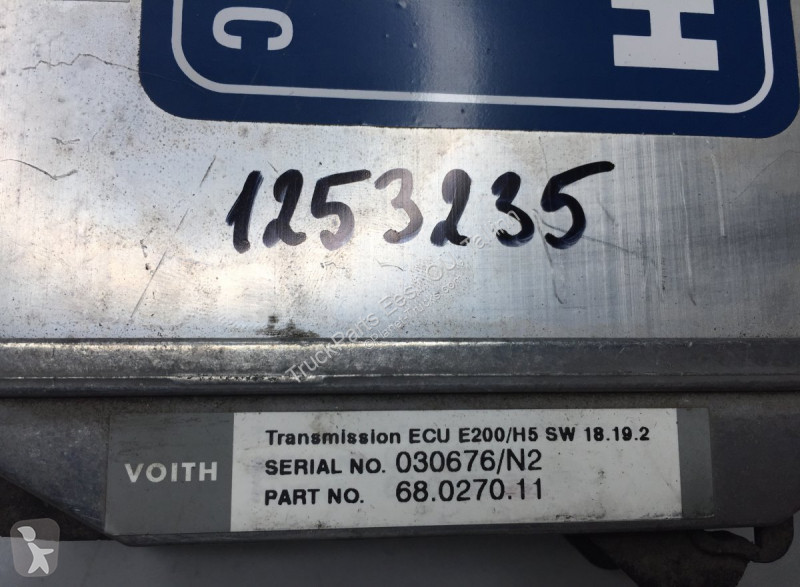 H
C
1253235
VOITH
Transmission ECU E200/H5 SW 18.19.2
SERIAL NO. 030676/N2
PART NO. 68.0270.11